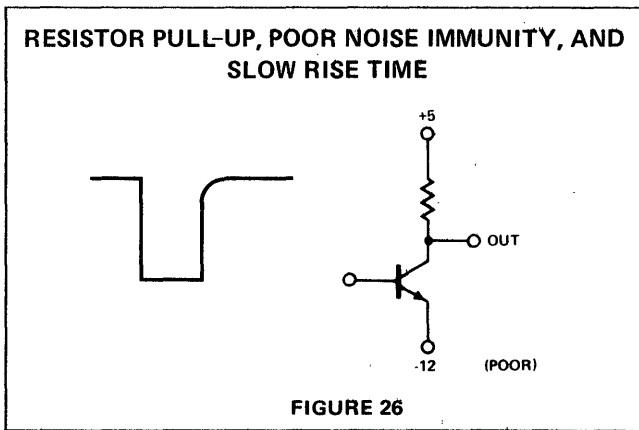 RESISTOR PULL-UP, POOR NOISE IMMUNITY, AND
SLOW RISE TIME
+5
OUT
-12 (POOR)
FIGURE 26